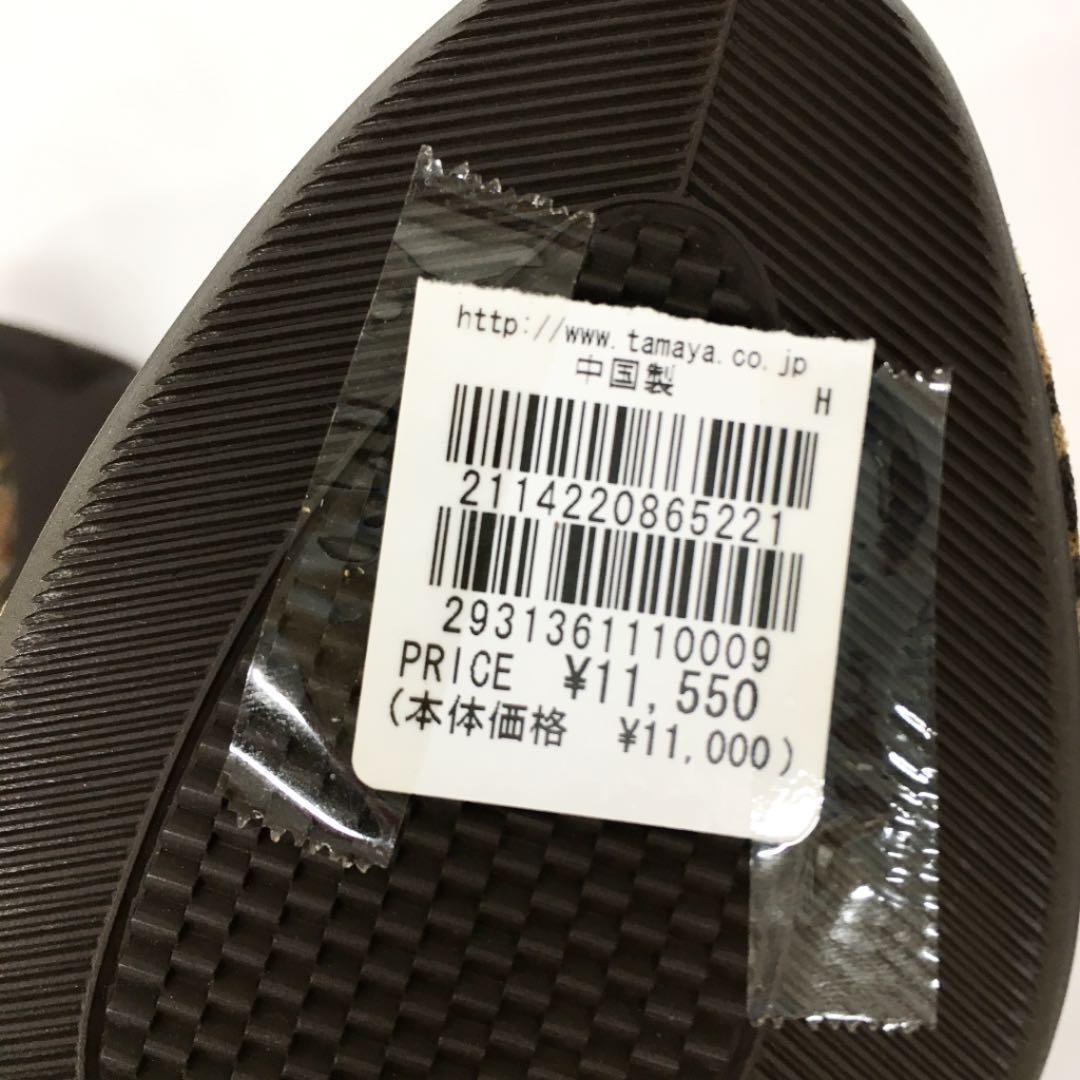 http://www.tamaya.co.jp
中国製
H
2114220865221
2931361110009
PRICE ¥11,550
(本体価格 ¥11,000)